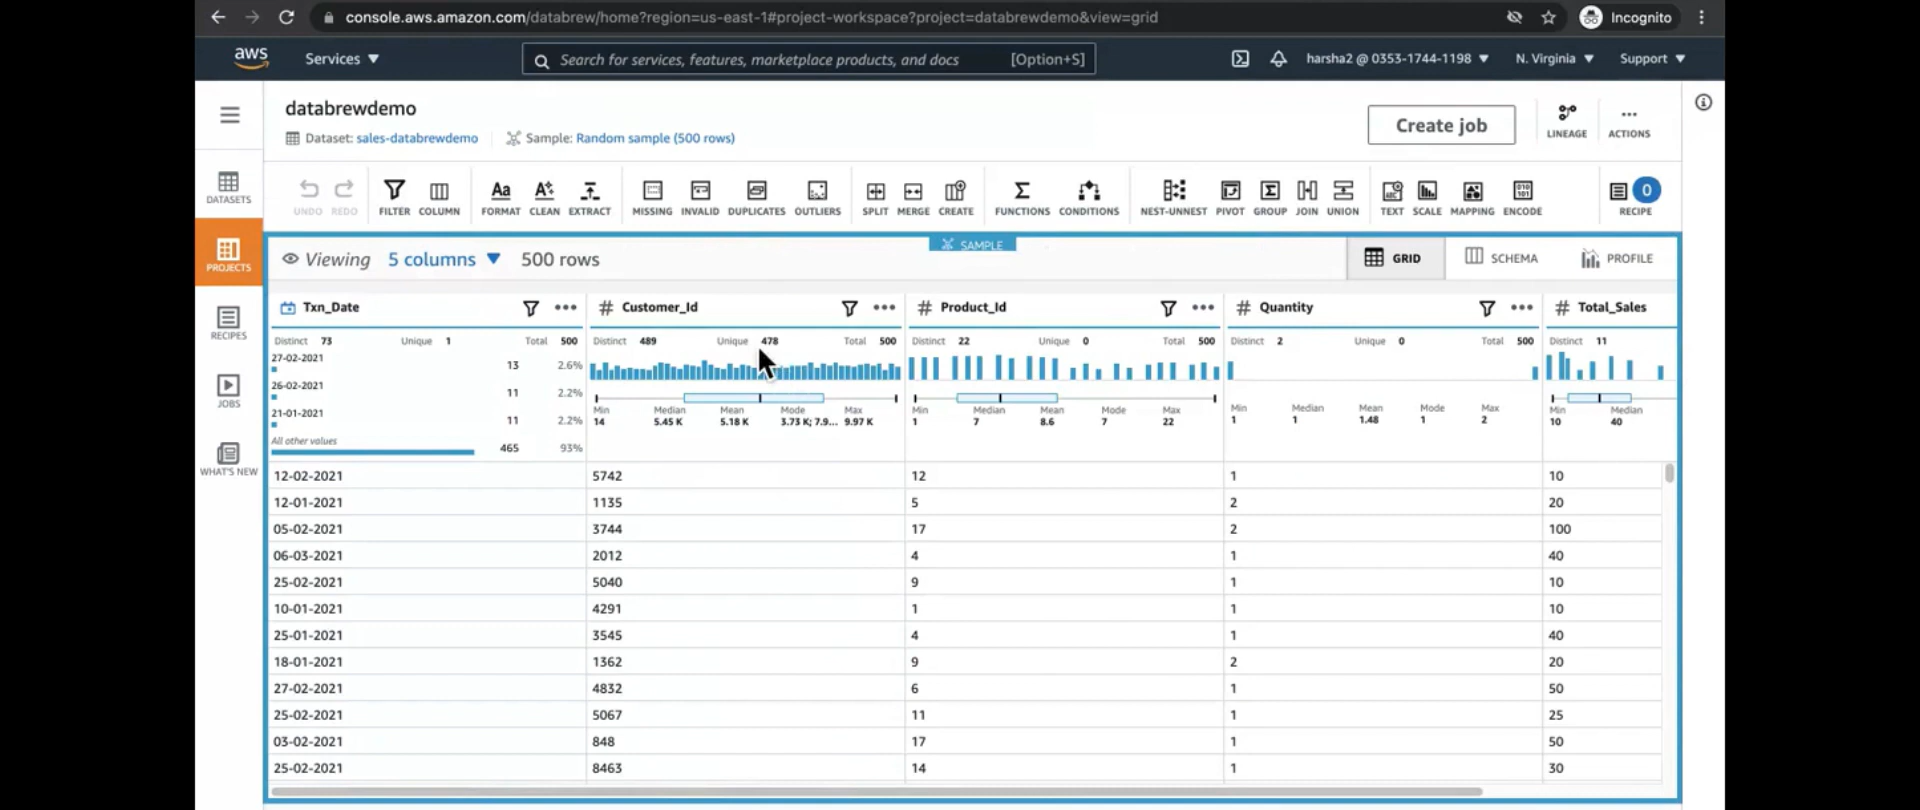 console.aws.amazon.com/databrew/home?region=us-east-1#project-workspace?project=databrewdemo&view=grid
Incognito
aws
Services ▼
Search for services, features, marketplace products, and docs [Option+S]
harsha2 @ 0353-1744-1198 ▼
N. Virginia ▼
Support ▼
databrewdemo
Dataset: sales-databrewdemo
Sample: Random sample (500 rows)
Create job
LINEAGE
ACTIONS
DATASETS
PROJECTS
RECIPES
JOBS
WHAT'S NEW
UNDO REDO FILTER COLUMN FORMAT CLEAN EXTRACT MISSING INVALID DUPLICATES OUTLIERS SPLIT MERGE CREATE FUNCTIONS CONDITIONS NEST-UNNEST PIVOT GROUP JOIN UNION TEXT SCALE MAPPING ENCODE RECIPE 0
Viewing 5 columns ▼ 500 rows
SAMPLE
GRID SCHEMA PROFILE
Txn_Date # Customer_Id # Product_Id # Quantity # Total_Sales
Distinct 73 Unique 1 Total 500 Distinct 489 Unique 478 Total 500 Distinct 22 Unique 0 Total 500 Distinct 2 Unique 0 Total 500 Distinct 11
27-02-2021 13 2.6%
26-02-2021 11 2.2%
21-01-2021 11 2.2%
All other values 465 93%
Min Median Mean Mode Max
14 5.45 K 5.18 K 3.73 K; 7.9... 9.97 K
Min Median Mean Mode Max
1 7 8.6 7 22
Min Median Mean Mode Max
1 1 1.48 1 2
Min Median
10 40
12-02-2021 5742 12 1 10
12-01-2021 1135 5 2 20
05-02-2021 3744 17 2 100
06-03-2021 2012 4 1 40
25-02-2021 5040 9 1 10
10-01-2021 4291 1 1 10
25-01-2021 3545 4 1 40
18-01-2021 1362 9 2 20
27-02-2021 4832 6 1 50
25-02-2021 5067 11 1 25
03-02-2021 848 17 1 50
25-02-2021 8463 14 1 30